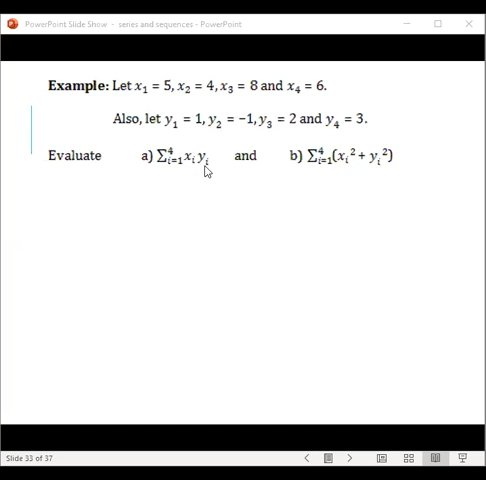 PowerPoint Slide Show - series and sequences - PowerPoint
Example: Let x₁ = 5, x₂ = 4, x₃ = 8 and x₄ = 6.
Also, let y₁ = 1, y₂ = −1, y₃ = 2 and y₄ = 3.
Evaluate a) ∑⁴ᵢ₌₁ xᵢ yᵢ and b) ∑⁴ᵢ₌₁(xᵢ² + yᵢ²)
Slide 33 of 37